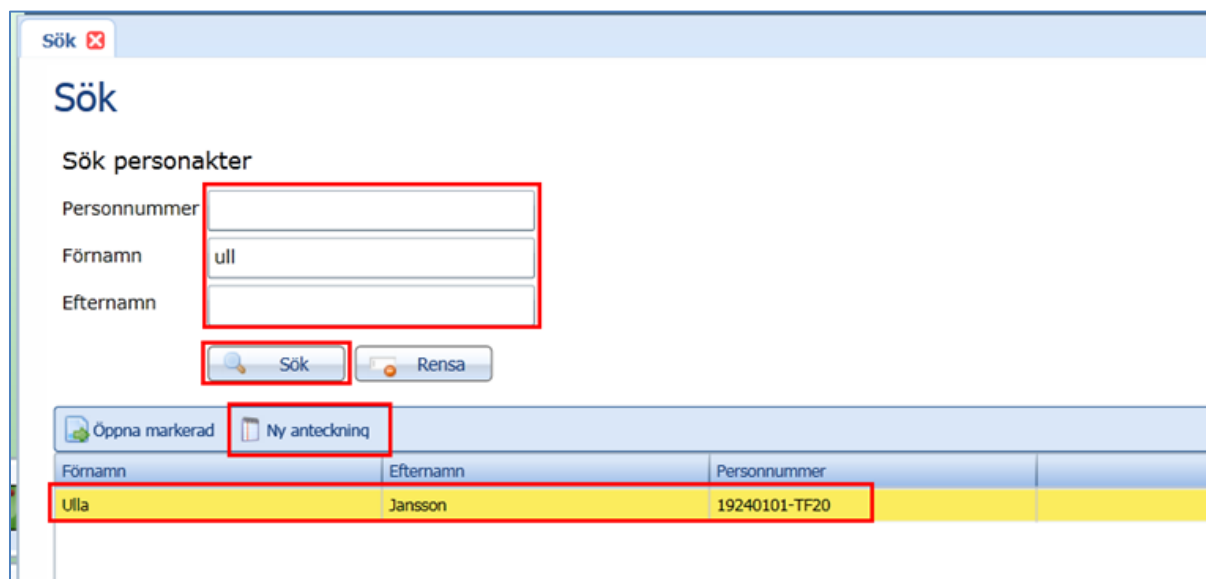 Sök
Sök
Sök personakter
Personnummer
Förnamn ull
Efternamn
Sök Rensa
Öppna markerad Ny anteckning
Förnamn Efternamn Personnummer
Ulla Jansson 19240101-TF20